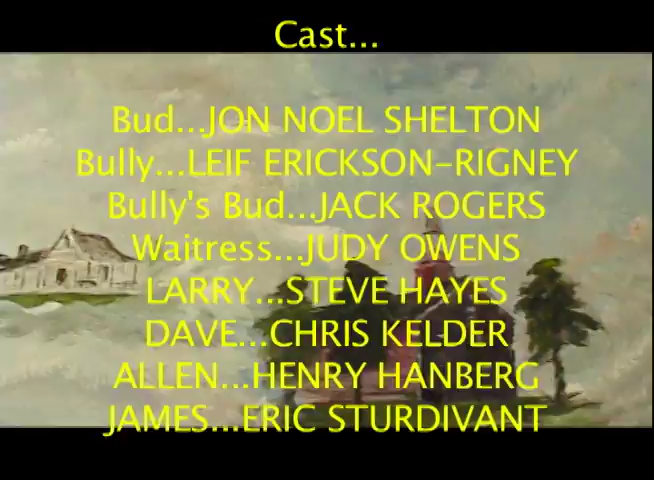 Cast...
Bud...JON NOEL SHELTON
Bully...LEIF ERICKSON-RIGNEY
Bully's Bud...JACK ROGERS
Waitress...JUDY OWENS
LARRY...STEVE HAYES
DAVE...CHRIS KELDER
ALLEN...HENRY HANBERG
JAMES...ERIC STURDIVANT